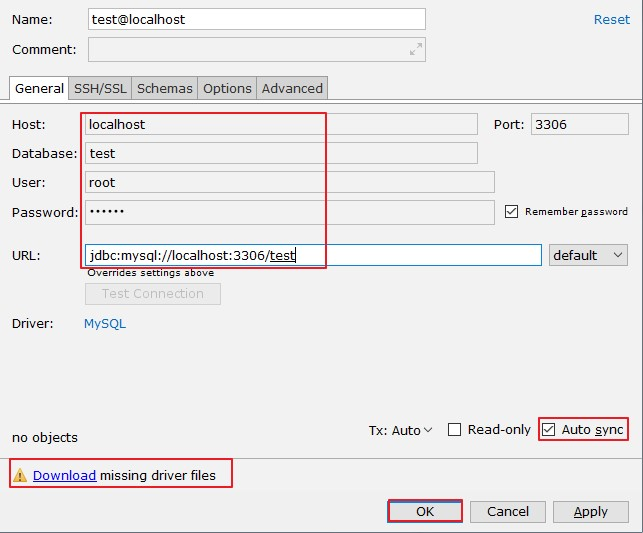 Name: test@localhost Reset
Comment:
General SSH/SSL Schemas Options Advanced
Host: localhost Port: 3306
Database: test
User: root
Password: •••••• Remember password
URL: jdbc:mysql://localhost:3306/test default
Overrides settings above
Test Connection
Driver: MySQL
no objects Tx: Auto Read-only Auto sync
Download missing driver files
OK Cancel Apply